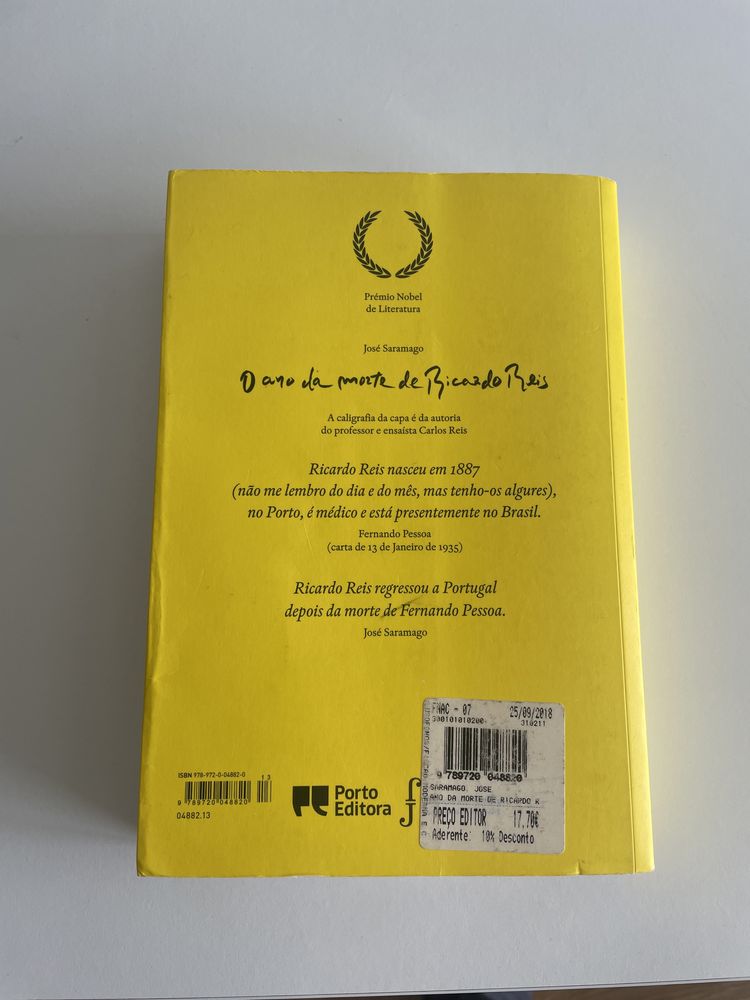 Prémio Nobel
de Literatura
José Saramago
O ano da morte de Ricardo Reis
A caligrafia da capa é da autoria
do professor e ensaísta Carlos Reis
Ricardo Reis nasceu em 1887
(não me lembro do dia e do mês, mas tenho-os algures),
no Porto, é médico e está presentemente no Brasil.
Fernando Pessoa
(carta de 13 de Janeiro de 1935)
Ricardo Reis regressou a Portugal
depois da morte de Fernando Pessoa.
José Saramago
ISBN 978-972-0-04882-0
13
9 789720 048820
04882.13
Porto
Editora
FNAC - 07 25/09/2018
318211
9 789720 048820
SARAMAGO, JOSE
ANO DA MORTE DE RICARDO R
PREÇO EDITOR 17,70€
Aderente: 10% Desconto